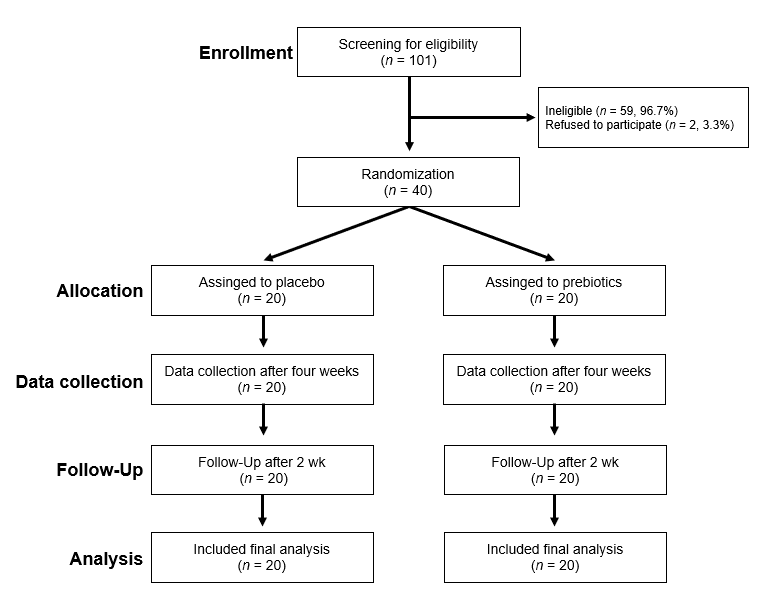 Enrollment
Screening for eligibility
(n = 101)
Ineligible (n = 59, 96.7%)
Refused to participate (n = 2, 3.3%)
Randomization
(n = 40)
Allocation
Assinged to placebo
(n = 20)
Assinged to prebiotics
(n = 20)
Data collection
Data collection after four weeks
(n = 20)
Data collection after four weeks
(n = 20)
Follow-Up
Follow-Up after 2 wk
(n = 20)
Follow-Up after 2 wk
(n = 20)
Analysis
Included final analysis
(n = 20)
Included final analysis
(n = 20)